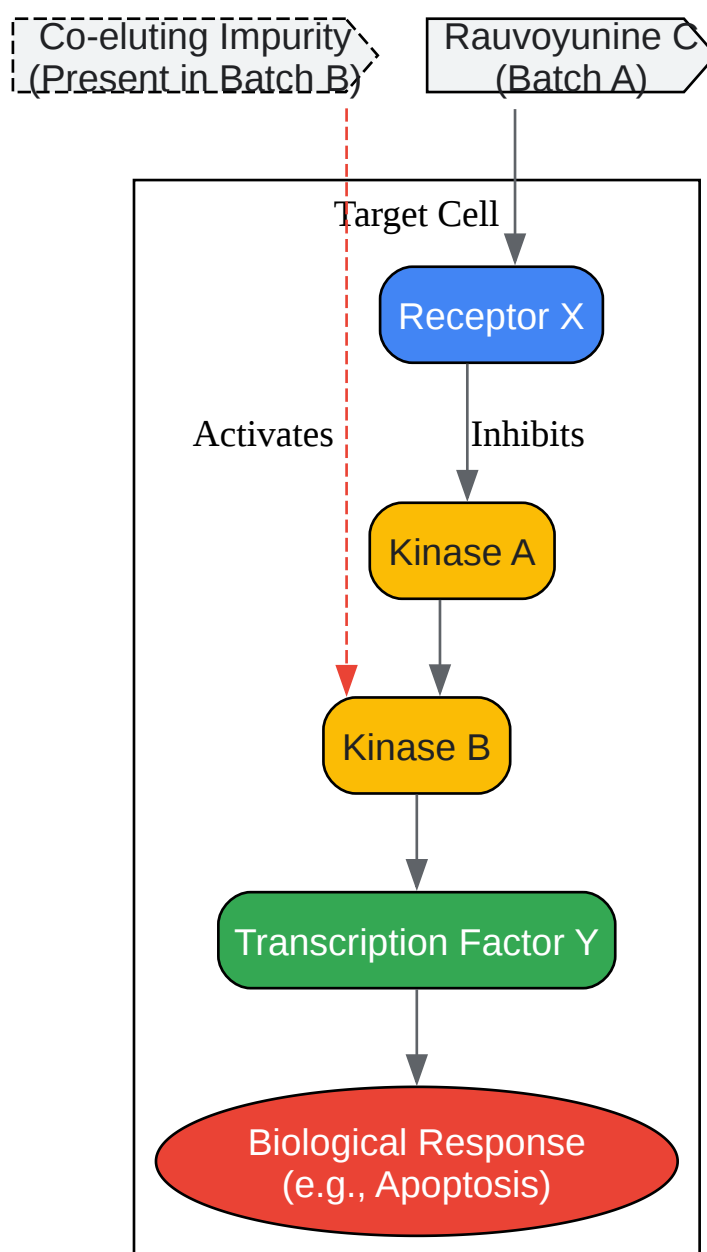 Co-eluting Impurity
(Present in Batch B)
Rauvoyunine C
(Batch A)
Target Cell
Receptor X
Activates
Inhibits
Kinase A
Kinase B
Transcription Factor Y
Biological Response
(e.g., Apoptosis)